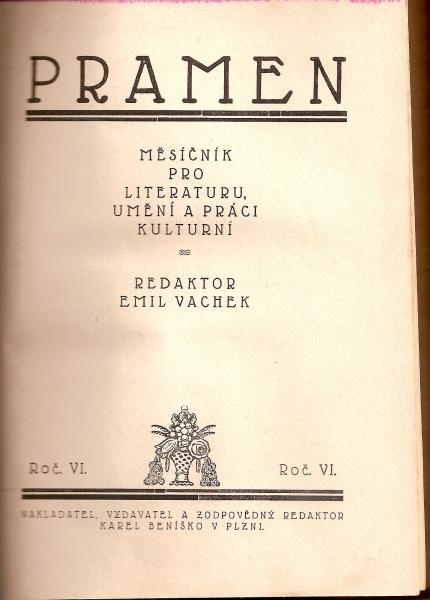 PRAMEN
MĚSÍČNÍK
PRO
LITERATURU,
UMĚNÍ A PRÁCI
KULTURNÍ
REDAKTOR
EMIL VACHEK
Roč. VI.
Roč. VI.
NAKLADATEL, VYDAVATEL A ZODPOVĚDNÝ REDAKTOR
KAREL BENÍŠKO V PLZNI.